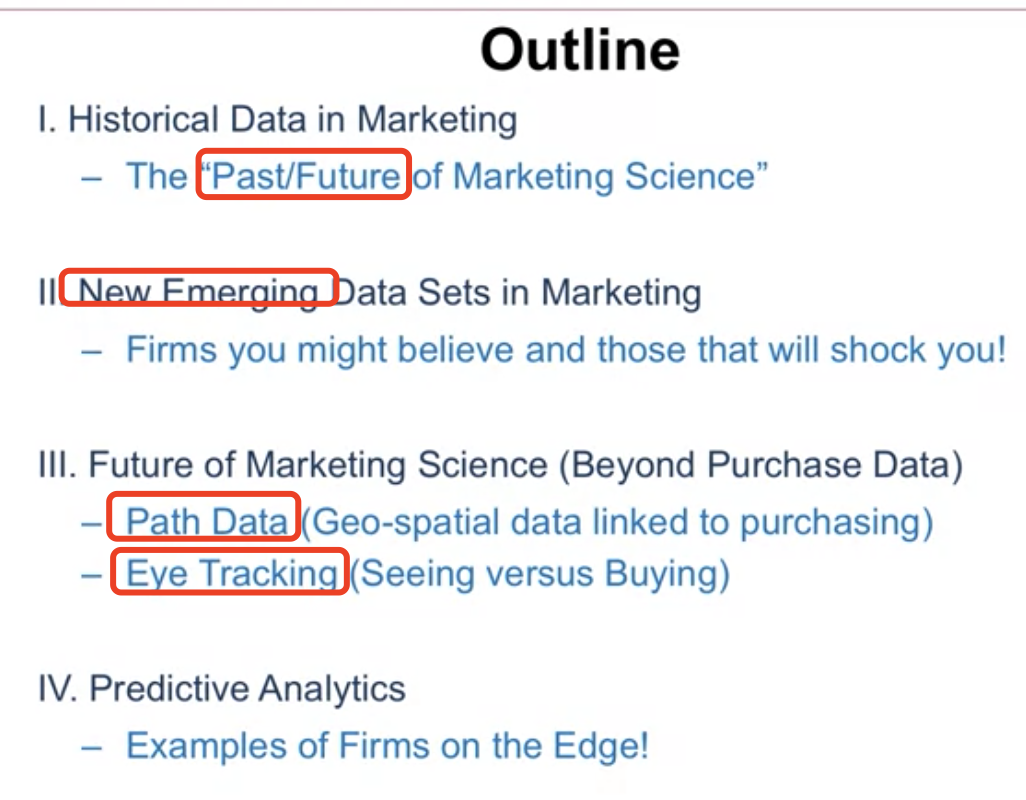 Outline
I. Historical Data in Marketing
– The “Past/Future of Marketing Science”
II. New Emerging Data Sets in Marketing
– Firms you might believe and those that will shock you!
III. Future of Marketing Science (Beyond Purchase Data)
– Path Data (Geo-spatial data linked to purchasing)
– Eye Tracking (Seeing versus Buying)
IV. Predictive Analytics
– Examples of Firms on the Edge!